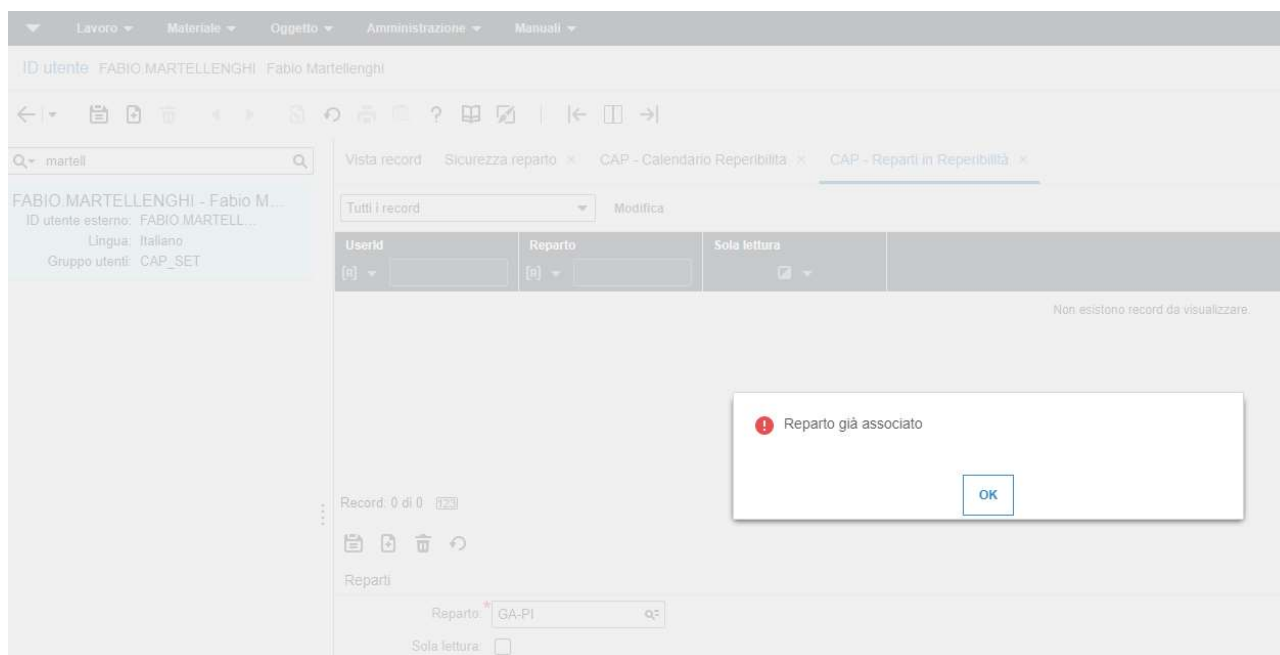 Lavoro Materiale Oggetto Amministrazione Manuali
ID utente FABIO.MARTELLENGHI Fabio Martellenghi
martell
Vista record Sicurezza reparto × CAP - Calendario Reperibilita × CAP - Reparti in Reperibilità ×
FABIO.MARTELLENGHI - Fabio M...
ID utente esterno: FABIO.MARTELL...
Lingua: Italiano
Gruppo utenti: CAP_SET
Tutti i record Modifica
UserId Reparto Sola lettura
Non esistono record da visualizzare.
Reparto già associato
OK
Record: 0 di 0 123
Reparti
Reparto: * GA-PI
Sola lettura: